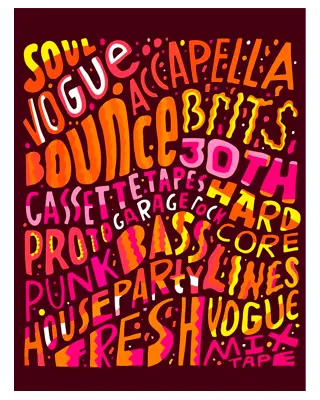 SOUL
VOGUE ACCAPELLA
BOUNCE BRITS
30TH
CASSETTE TAPES HARD
GARAGE ROCK
PROTO BASS CORE
PUNK PARTY LINES
HOUSE VOGUE
FRESH MIX
TAPE